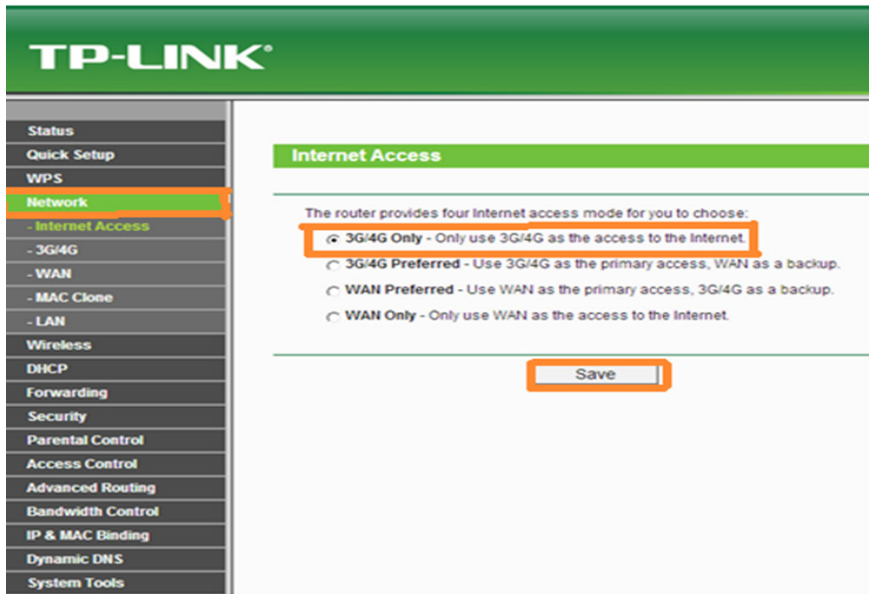 TP-LINK®
Status
Quick Setup
WPS
Network
- Internet Access
- 3G/4G
- WAN
- MAC Clone
- LAN
Wireless
DHCP
Forwarding
Security
Parental Control
Access Control
Advanced Routing
Bandwidth Control
IP & MAC Binding
Dynamic DNS
System Tools
Internet Access
The router provides four Internet access mode for you to choose:
3G/4G Only - Only use 3G/4G as the access to the Internet.
3G/4G Preferred - Use 3G/4G as the primary access, WAN as a backup.
WAN Preferred - Use WAN as the primary access, 3G/4G as a backup.
WAN Only - Only use WAN as the access to the Internet.
Save